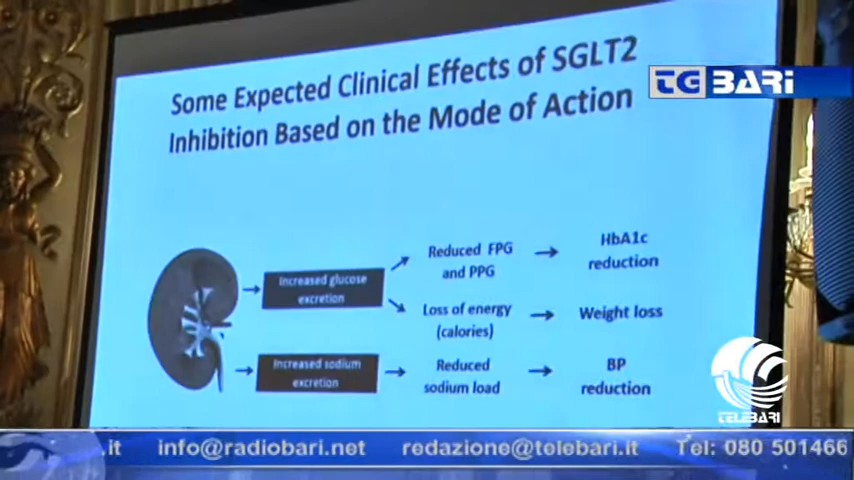 Some Expected Clinical Effects of SGLT2
Inhibition Based on the Mode of Action
TG BARI
Increased glucose
excretion
Reduced FPG
and PPG
HbA1c
reduction
Loss of energy
(calories)
Weight loss
Increased sodium
excretion
Reduced
sodium load
BP
reduction
TELEBARI
.it info@radiobari.net redazione@telebari.it Tel: 080 501466